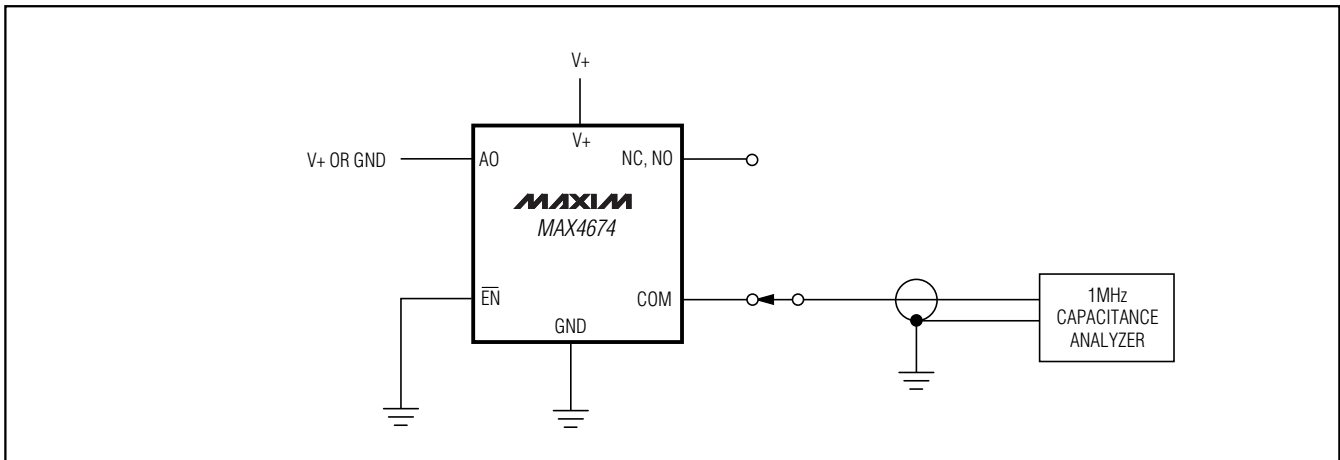 V+
V+
V+ OR GND
AO
NC, NO
MAXIM
MAX4674
EN
COM
GND
1MHz
CAPACITANCE
ANALYZER